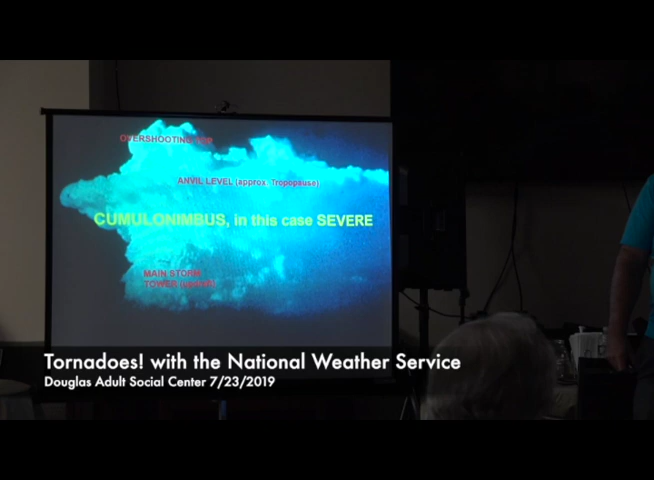 OVERSHOOTING TOP
ANVIL LEVEL (approx. Tropopause)
CUMULONIMBUS, in this case SEVERE
MAIN STORM
TOWER (updraft)
Tornadoes! with the National Weather Service
Douglas Adult Social Center 7/23/2019